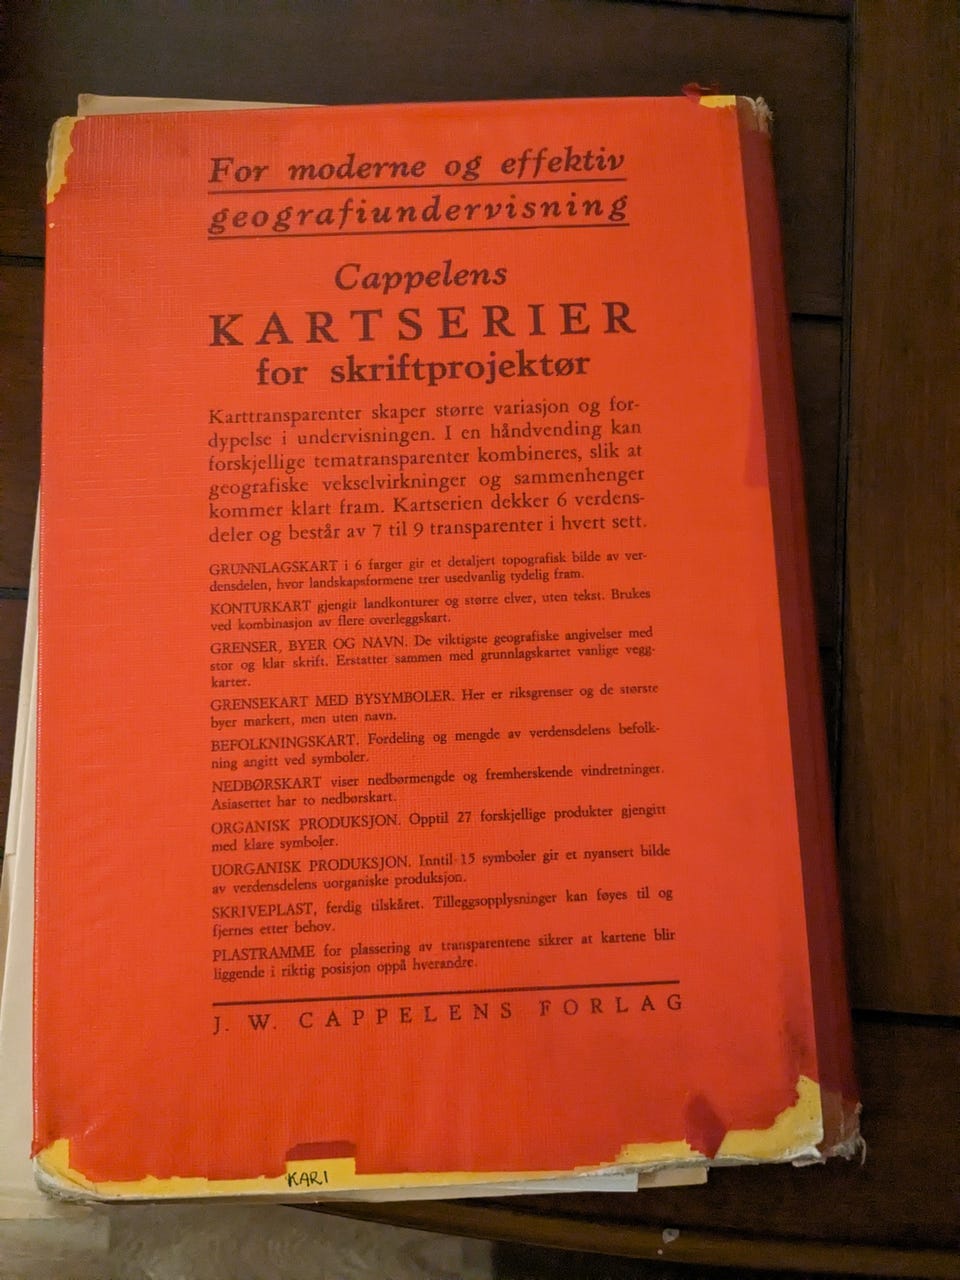 For moderne og effektiv
geografiundervisning
Cappelens
KARTSERIER
for skriftprojektør
Karttransparenter skaper større variasjon og for-
dypelse i undervisningen. I en håndvending kan
forskjellige tematransparenter kombineres, slik at
geografiske vekselvirkninger og sammenhenger
kommer klart fram. Kartserien dekker 6 verdens-
deler og består av 7 til 9 transparenter i hvert sett.
GRUNNLAGSKART i 6 farger gir et detaljert topografisk bilde av ver-
densdelen, hvor landskapsformene trer usedvanlig tydelig fram.
KONTURKART gjengir landkonturer og større elver, uten tekst. Brukes
ved kombinasjon av flere overleggskart.
GRENSER, BYER OG NAVN. De viktigste geografiske angivelser med
stor og klar skrift. Erstatter sammen med grunnlagskartet vanlige vegg-
karter.
GRENSEKART MED BYSYMBOLER. Her er riksgrenser og de største
byer markert, men uten navn.
BEFOLKNINGSKART. Fordeling og mengde av verdensdelens befolk-
ning angitt ved symboler.
NEDBØRSKART viser nedbørmengde og fremherskende vindretninger.
Asiasettet har to nedbørskart.
ORGANISK PRODUKSJON. Opptil 27 forskjellige produkter gjengitt
med klare symboler.
UORGANISK PRODUKSJON. Inntil 15 symboler gir et nyansert bilde
av verdensdelens uorganiske produksjon.
SKRIVEPLAST, ferdig tilskåret. Tilleggsopplysninger kan føyes til og
fjernes etter behov.
PLASTRAMME for plassering av transparentene sikrer at kartene blir
liggende i riktig posisjon oppå hverandre.
J. W. CAPPELENS FORLAG
KARI